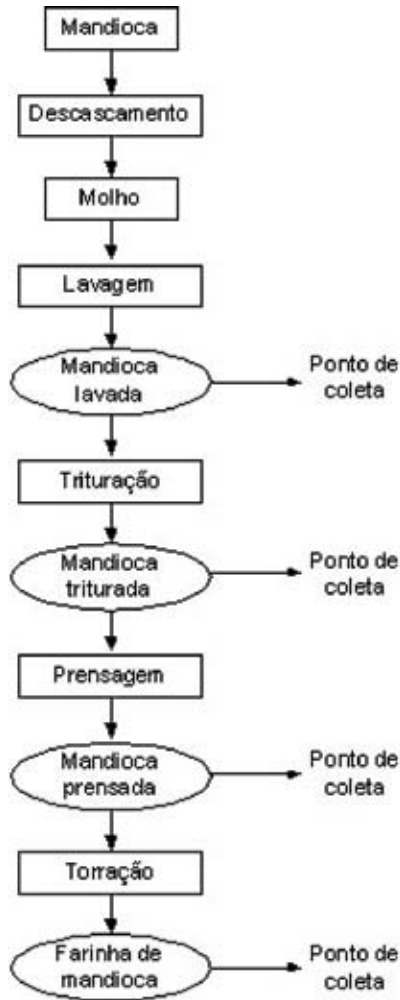 Mandioca
Descascamento
Molho
Lavagem
Mandioca
lavada
Ponto de
coleta
Trituração
Mandioca
triturada
Ponto de
coleta
Prensagem
Mandioca
prensada
Ponto de
coleta
Torração
Farinha de
mandioca
Ponto de
coleta